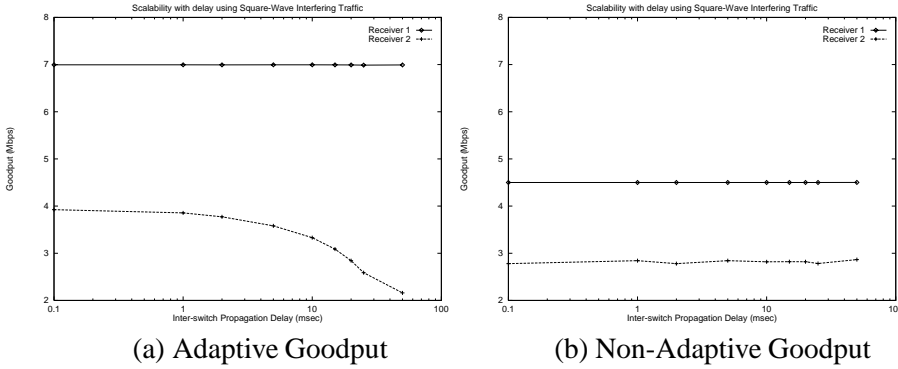 Scalability with delay using Square-Wave Interfering Traffic
8
7
6
5
4
3
2
Goodput (Mbps)
Receiver 1
Receiver 2
0.1
1
10
100
Inter-switch Propagation Delay (msec)
(a) Adaptive Goodput
Scalability with delay using Square-Wave Interfering Traffic
8
7
6
5
4
3
2
Goodput (Mbps)
Receiver 1
Receiver 2
0.1
1
10
10
Inter-switch Propagation Delay (msec)
(b) Non-Adaptive Goodput